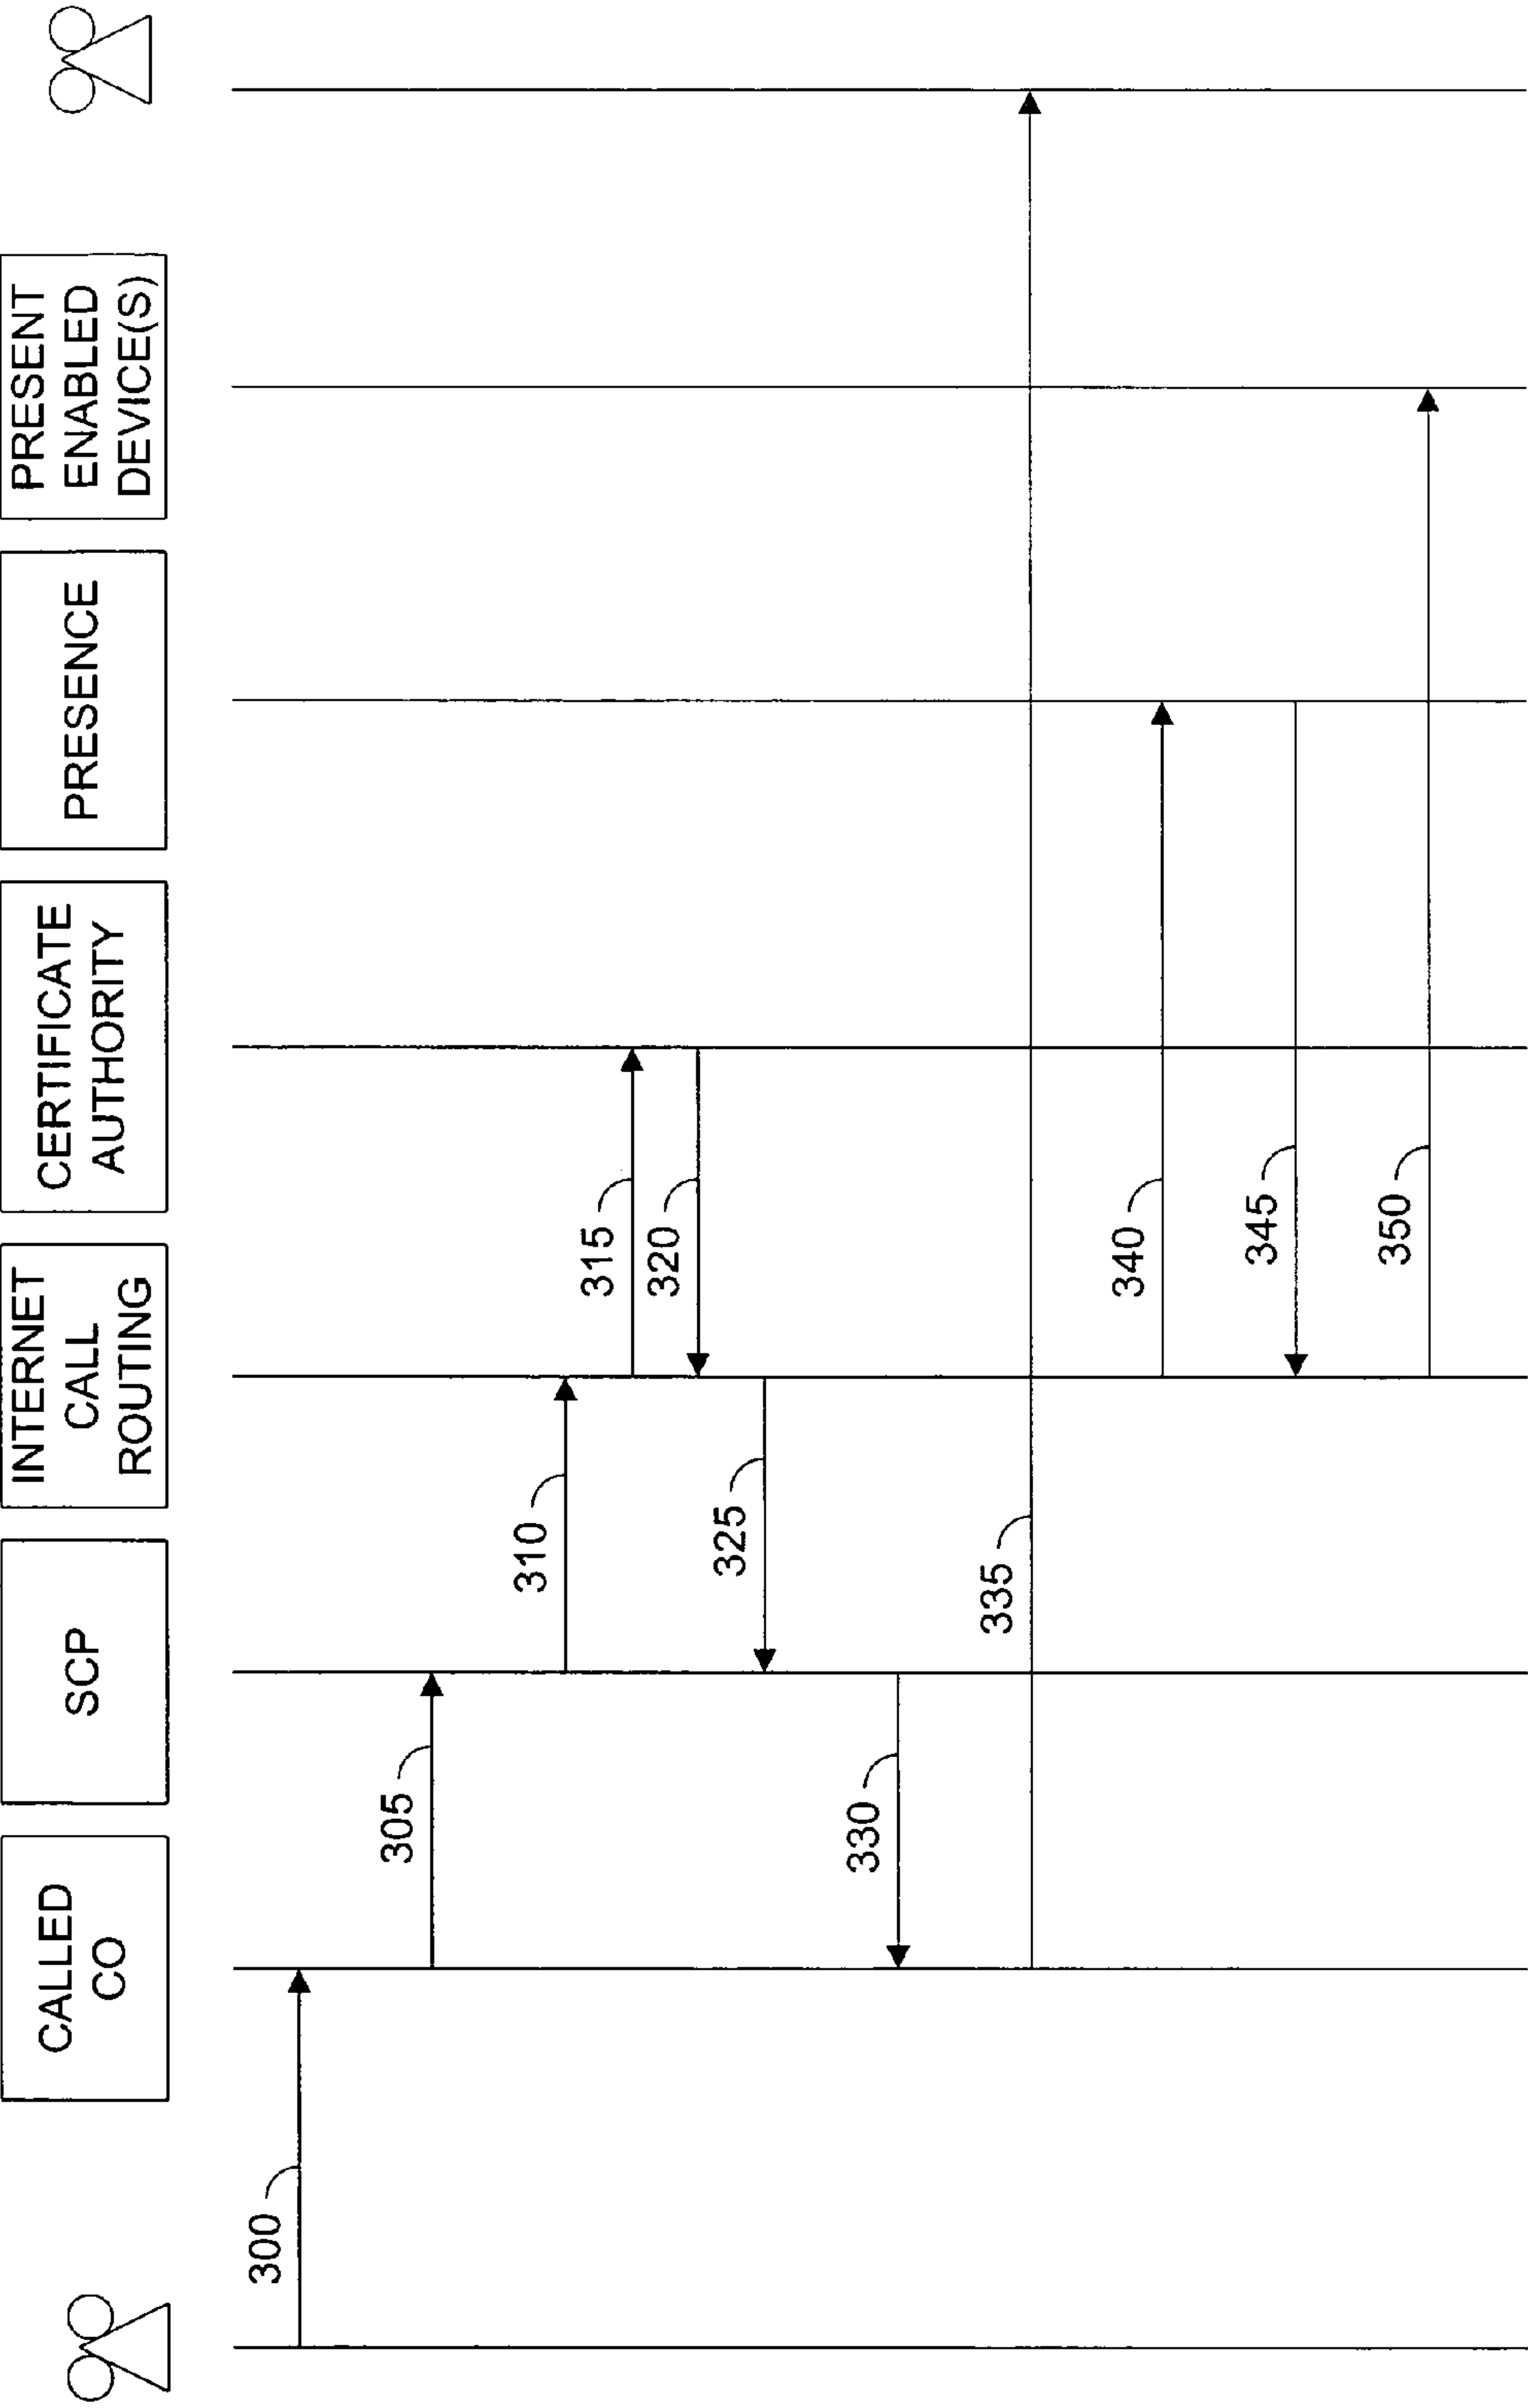 CALLED
CO
SCP
INTERNET
CALL
ROUTING
CERTIFICATE
AUTHORITY
PRESENCE
PRESENT
ENABLED
DEVICE(S)
300
305
310
315
320
325
330
335
340
345
350